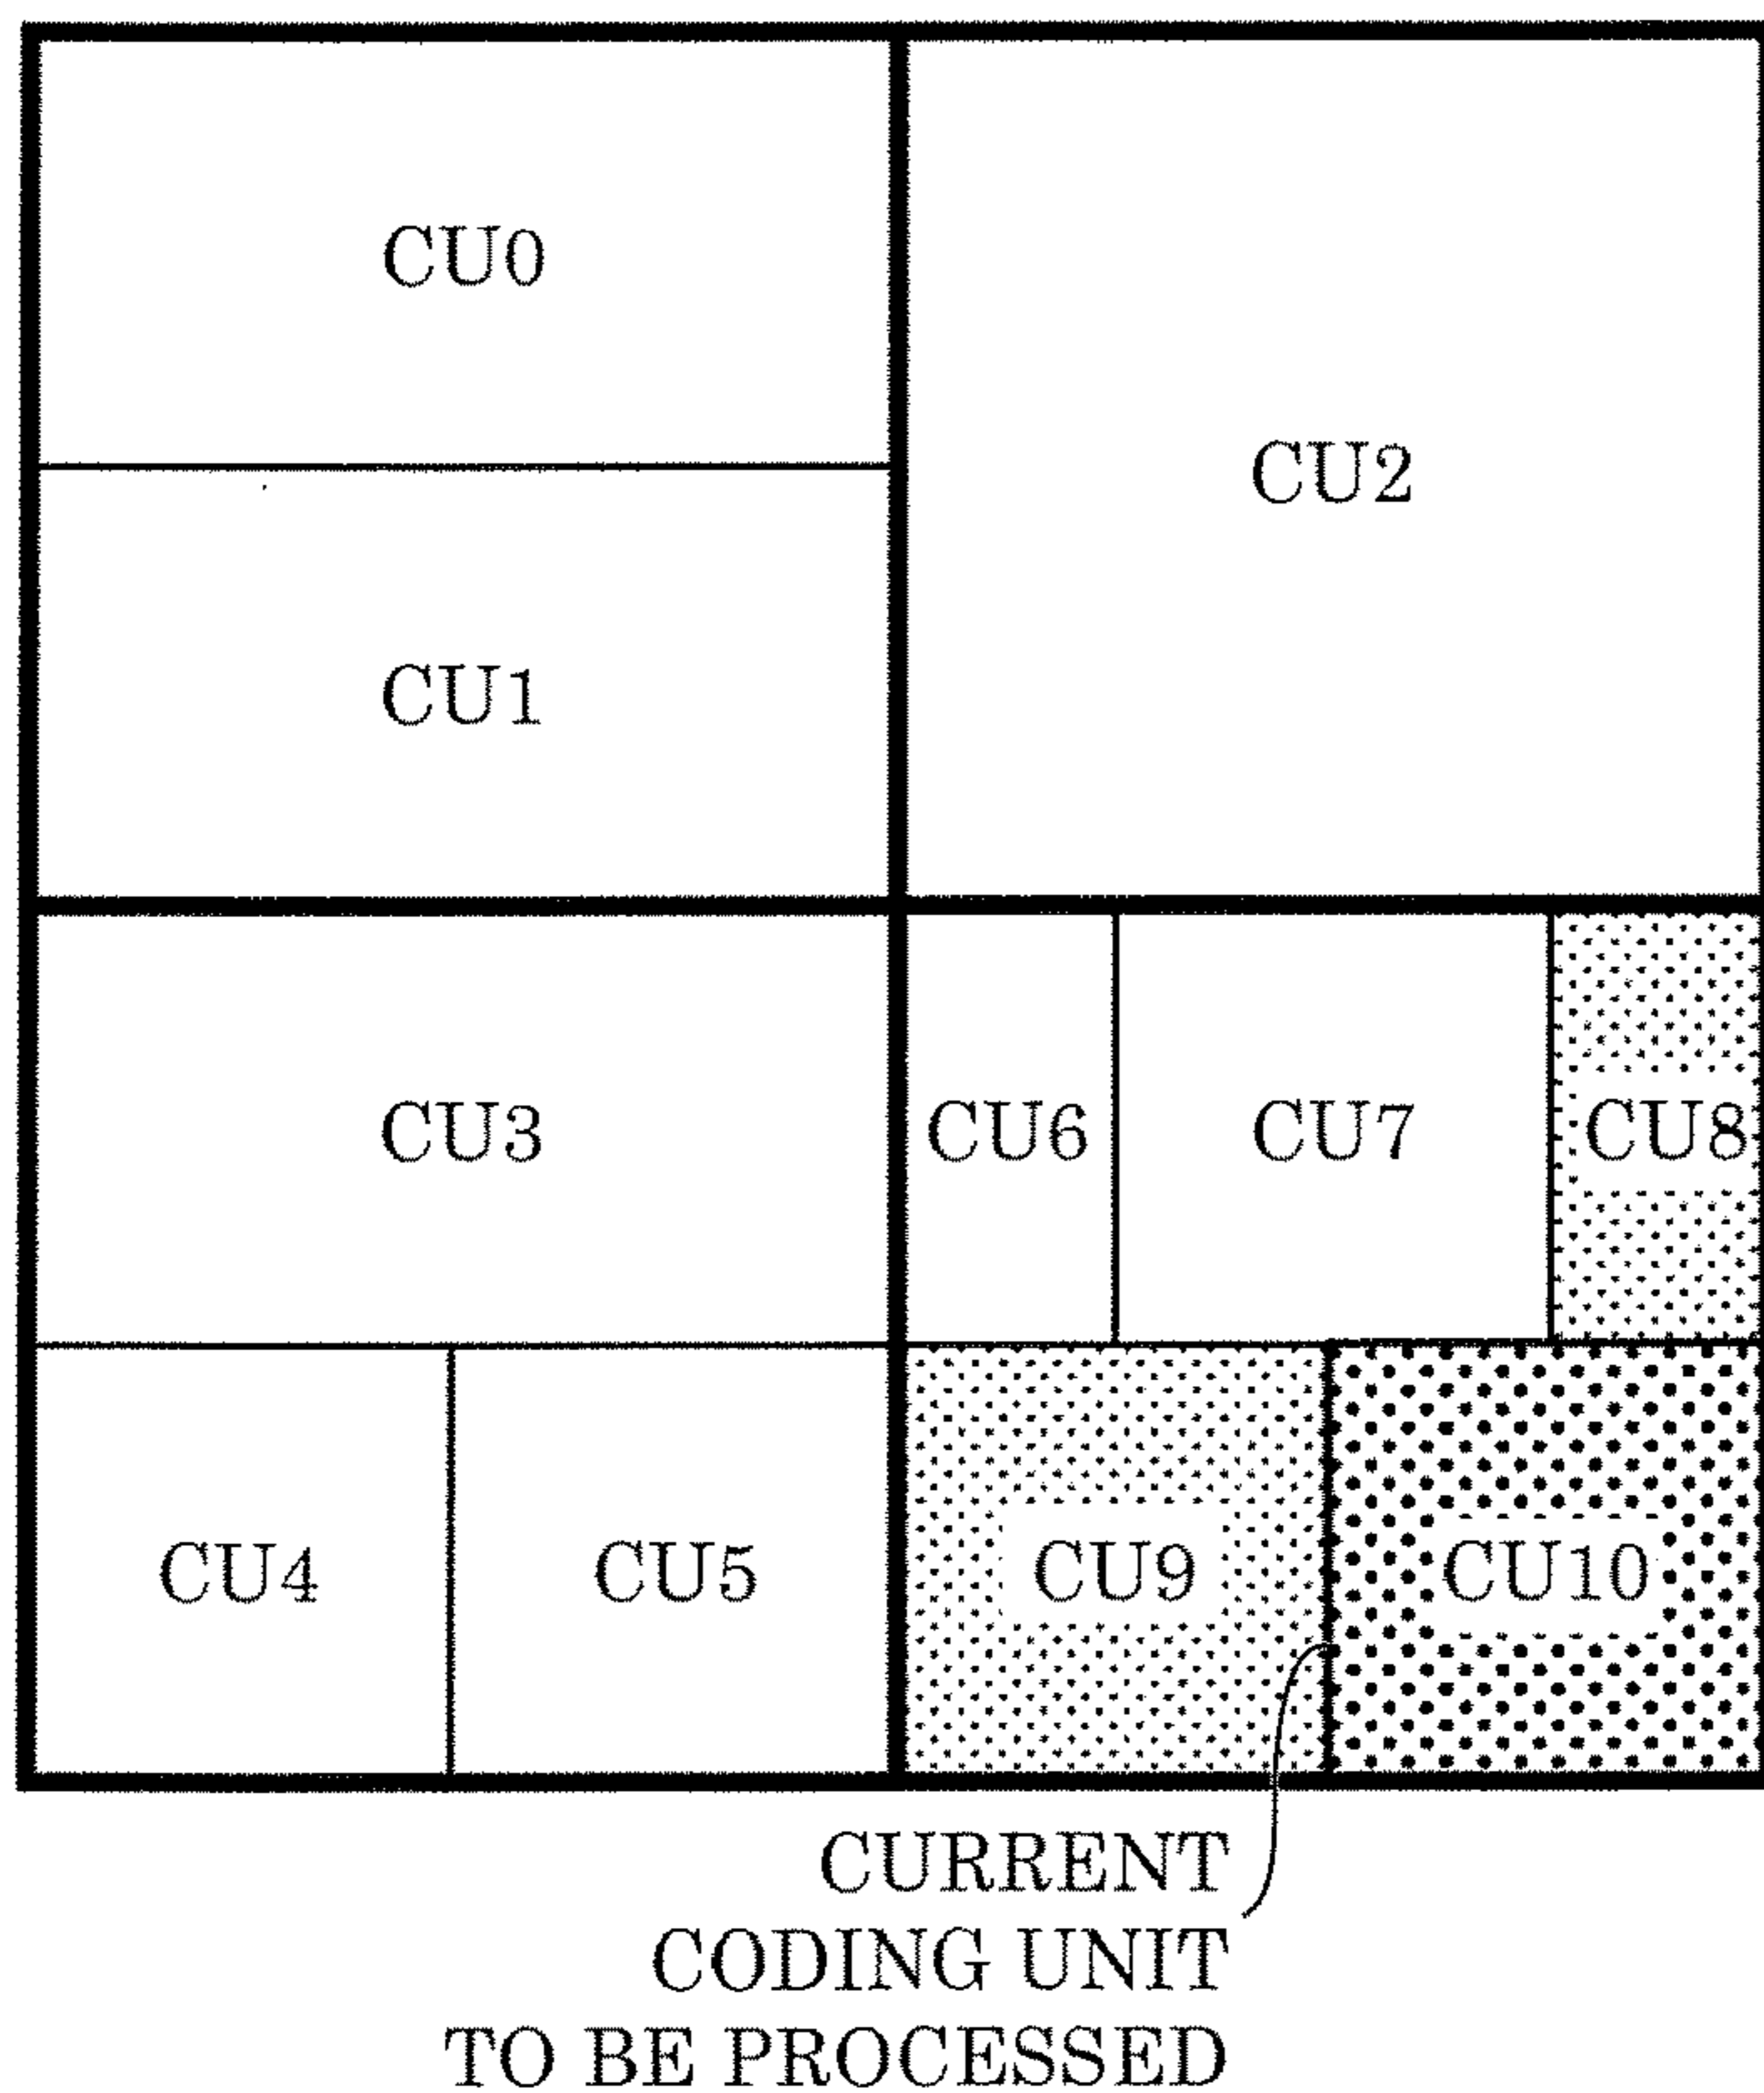 CU0
CU2
CU1
CU3
CU6
CU7
CU8
CU4
CU5
CU9
CU10
CURRENT
CODING UNIT
TO BE PROCESSED